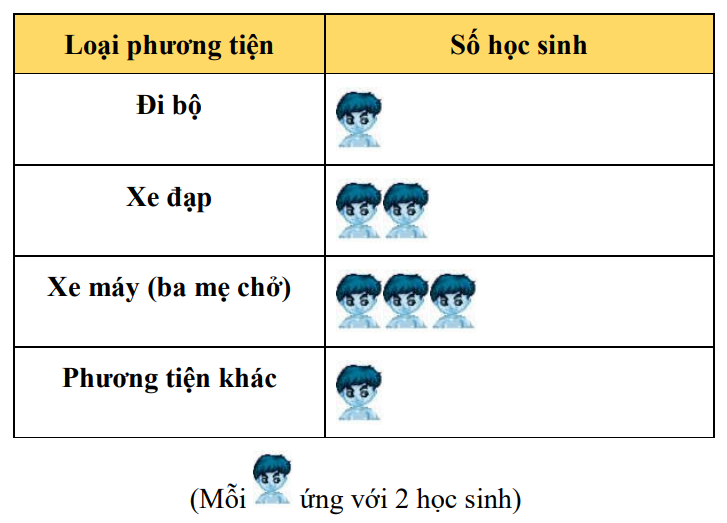 Loại phương tiện Số học sinh
Đi bộ
Xe đạp
Xe máy (ba mẹ chở)
Phương tiện khác
(Mỗi ứng với 2 học sinh)